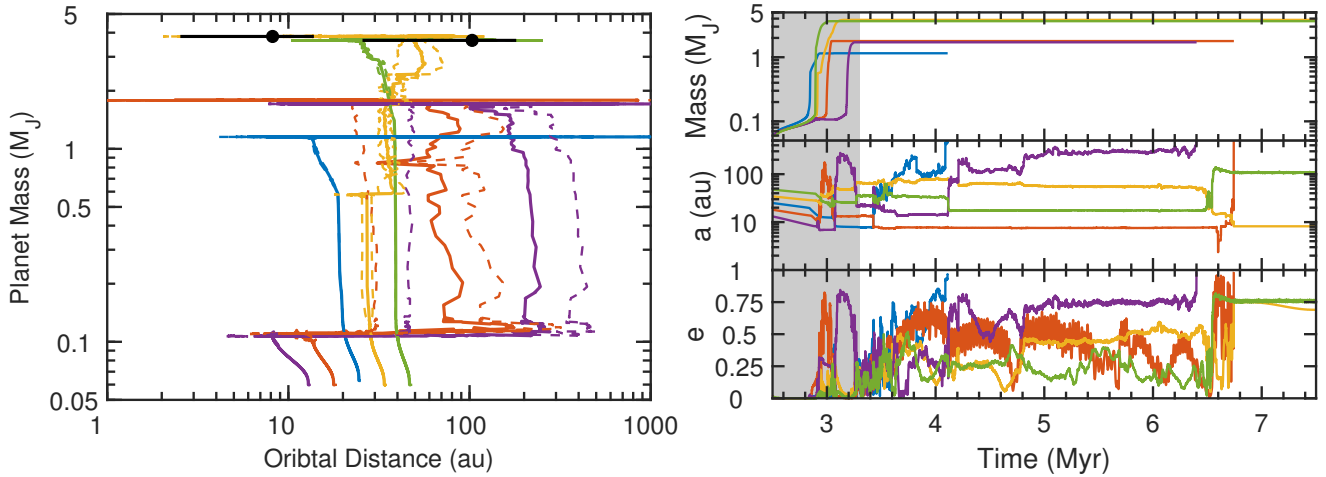 5
1
0.5
0.1
0.05
Planet Mass (M_J)
1 10 100 1000
Oribtal Distance (au)
5
1
0.1
Mass (M_J)
100
10
a (au)
1
0.75
0.5
0.25
0
e
3 4 5 6 7
Time (Myr)